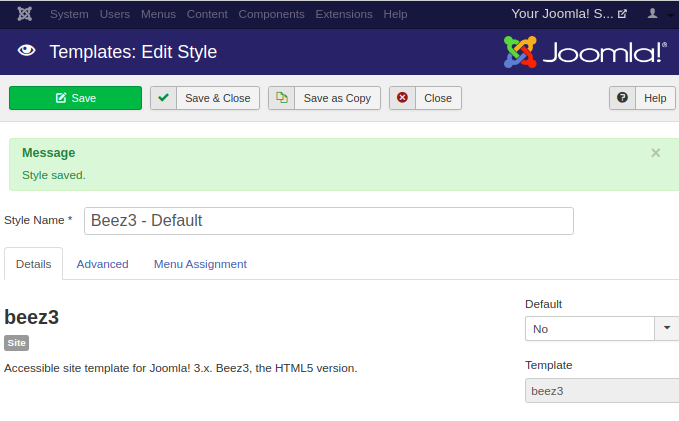 System Users Menus Content Components Extensions Help Your Joomla! S...
Templates: Edit Style Joomla!®
Save Save & Close Save as Copy Close Help
Message
Style saved.
Style Name * Beez3 - Default
Details Advanced Menu Assignment
beez3
Site
Accessible site template for Joomla! 3.x. Beez3, the HTML5 version.
Default
No
Template
beez3